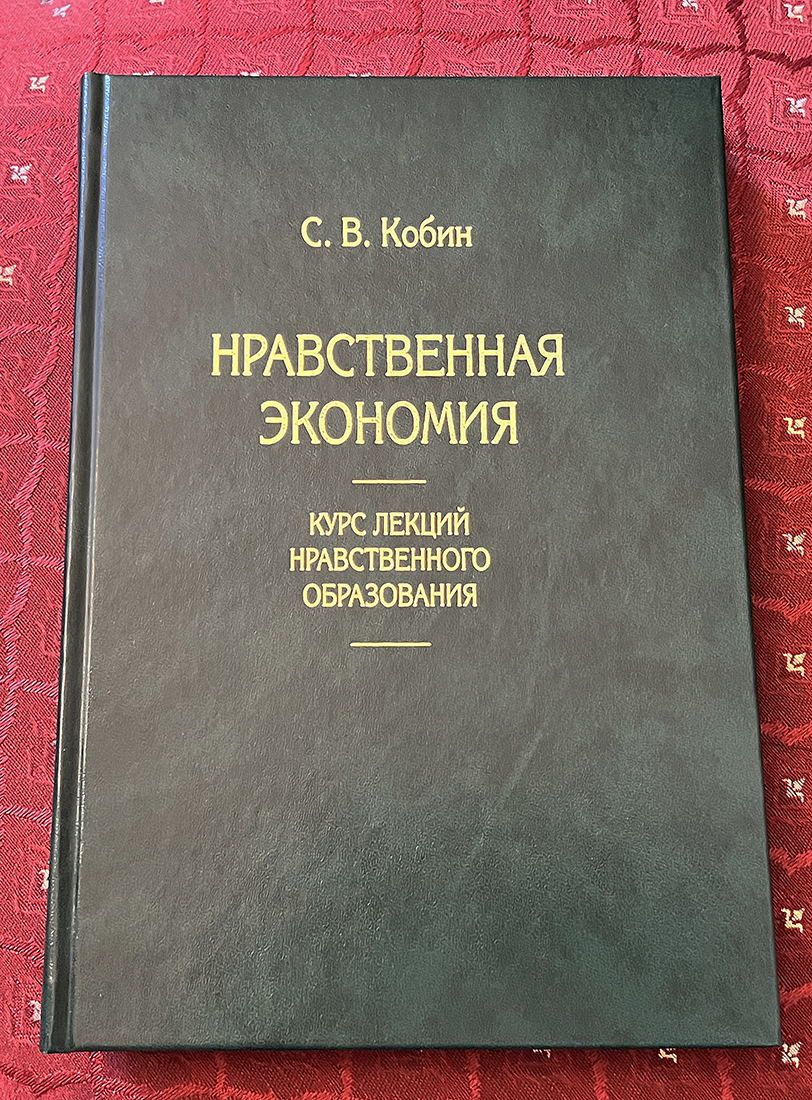 С. В. Кобин
НРАВСТВЕННАЯ
ЭКОНОМИЯ
КУРС ЛЕКЦИЙ
НРАВСТВЕННОГО
ОБРАЗОВАНИЯ